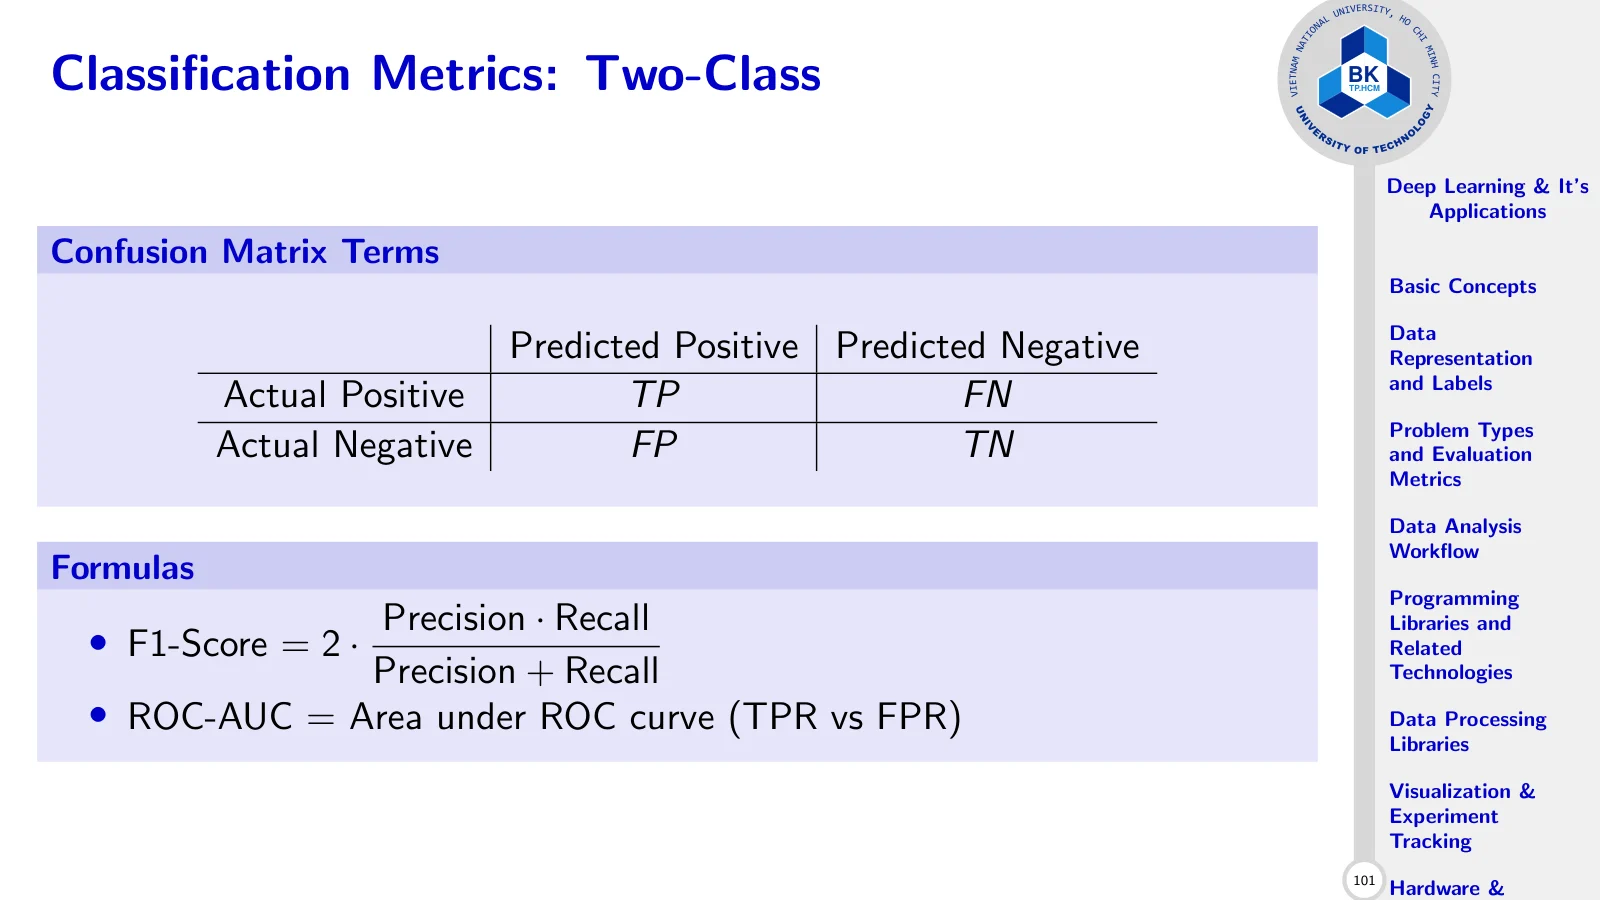 Classification Metrics: Two-Class
VIETNAM NATIONAL UNIVERSITY, HO CHI MINH CITY
BK
TP.HCM
UNIVERSITY OF TECHNOLOGY
Confusion Matrix Terms
Predicted Positive Predicted Negative
Actual Positive TP FN
Actual Negative FP TN
Formulas
• F1-Score = 2 · Precision · Recall / Precision + Recall
• ROC-AUC = Area under ROC curve (TPR vs FPR)
Deep Learning & It's
Applications
Basic Concepts
Data
Representation
and Labels
Problem Types
and Evaluation
Metrics
Data Analysis
Workflow
Programming
Libraries and
Related
Technologies
Data Processing
Libraries
Visualization &
Experiment
Tracking
Hardware &
101